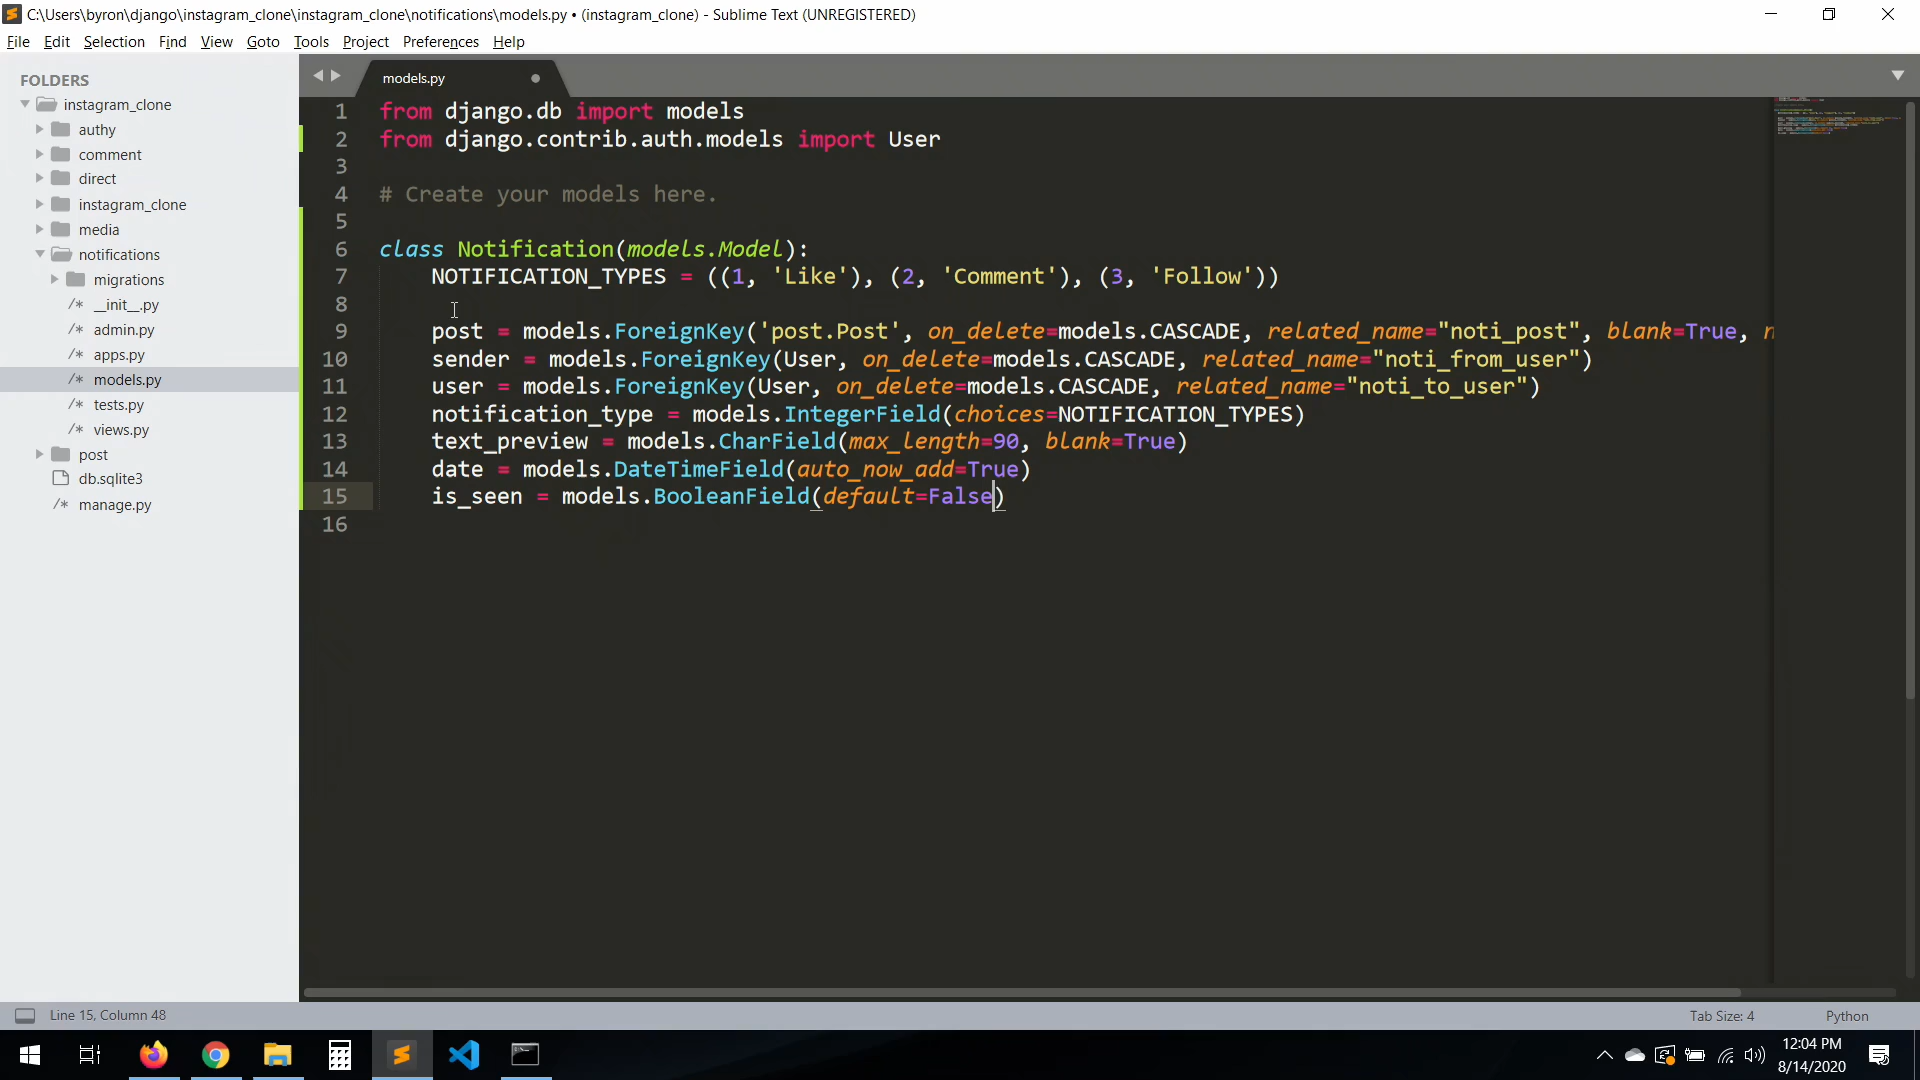 C:\Users\byron\django\instagram_clone\instagram_clone\notifications\models.py • (instagram_clone) - Sublime Text (UNREGISTERED)
File Edit Selection Find View Goto Tools Project Preferences Help
FOLDERS
instagram_clone
authy
comment
direct
instagram_clone
media
notifications
migrations
/* __init__.py
/* admin.py
/* apps.py
/* models.py
/* tests.py
/* views.py
post
db.sqlite3
/* manage.py
models.py
1 from django.db import models
2 from django.contrib.auth.models import User
3
4 # Create your models here.
5
6 class Notification(models.Model):
7 NOTIFICATION_TYPES = ((1, 'Like'), (2, 'Comment'), (3, 'Follow'))
8
9 post = models.ForeignKey('post.Post', on_delete=models.CASCADE, related_name="noti_post", blank=True, n
10 sender = models.ForeignKey(User, on_delete=models.CASCADE, related_name="noti_from_user")
11 user = models.ForeignKey(User, on_delete=models.CASCADE, related_name="noti_to_user")
12 notification_type = models.IntegerField(choices=NOTIFICATION_TYPES)
13 text_preview = models.CharField(max_length=90, blank=True)
14 date = models.DateTimeField(auto_now_add=True)
15 is_seen = models.BooleanField(default=False)
16
Line 15, Column 48
Tab Size: 4
Python
12:04 PM
8/14/2020